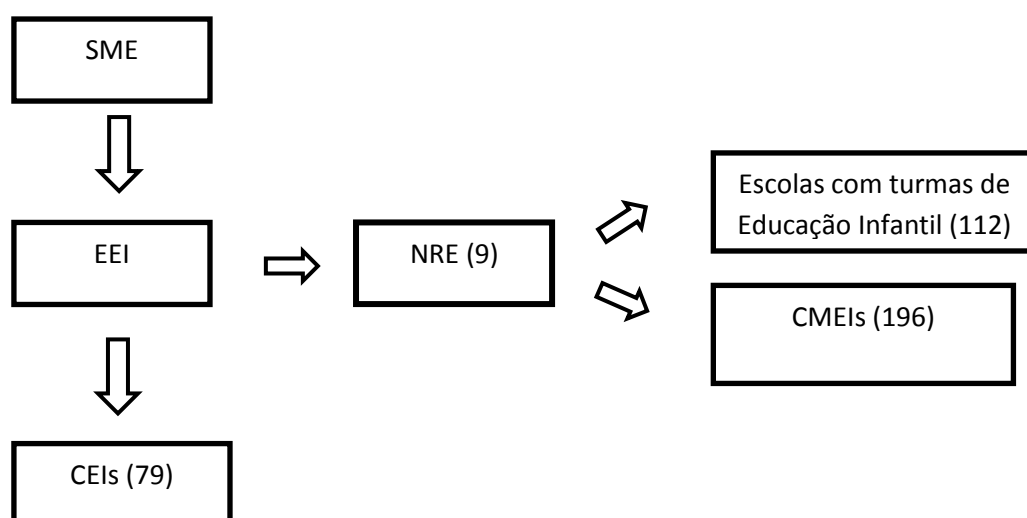 SME
Escolas com turmas de
Educação Infantil (112)
EEI
NRE (9)
CMEIs (196)
CEIs (79)